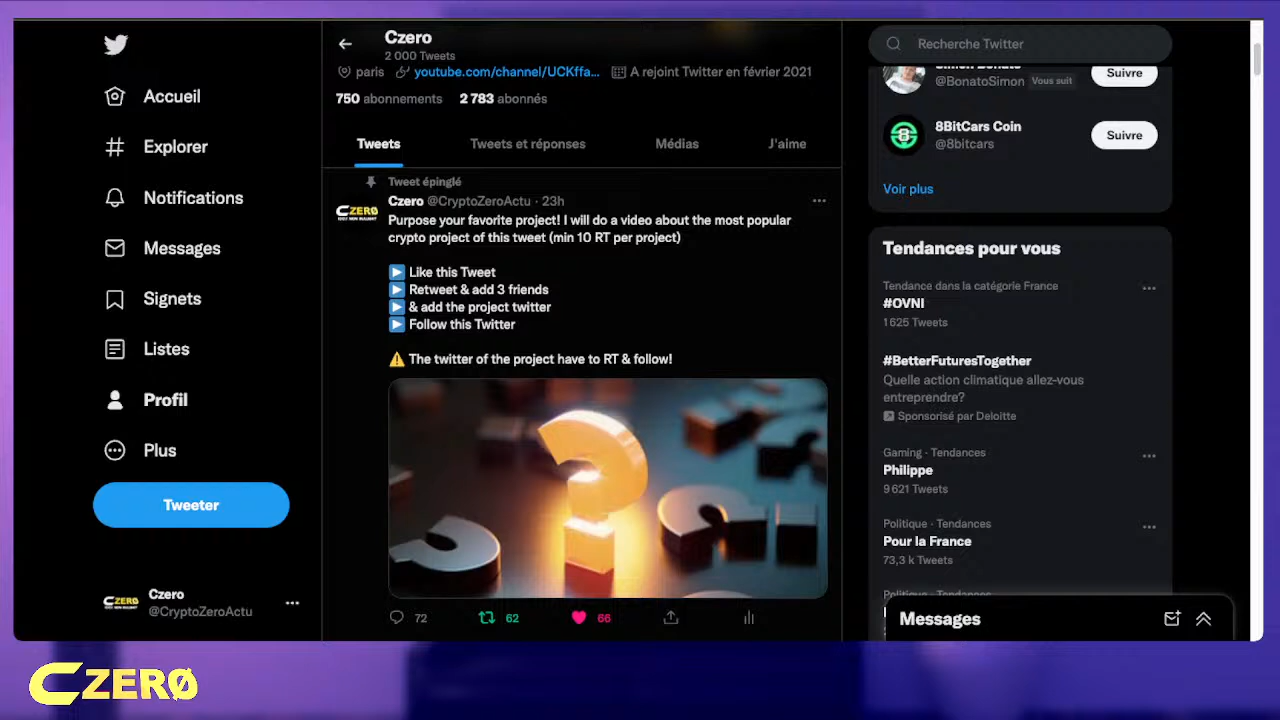 Accueil
Explorer
Notifications
Messages
Signets
Listes
Profil
Plus
Tweeter
Czero
@CryptoZeroActu
Czero
2 000 Tweets
paris youtube.com/channel/UCKffa... A rejoint Twitter en février 2021
750 abonnements 2 783 abonnés
Tweets Tweets et réponses Médias J'aime
Tweet épinglé
CZERO
Czero @CryptoZeroActu · 23h
Purpose your favorite project! I will do a video about the most popular
crypto project of this tweet (min 10 RT per project)
Like this Tweet
Retweet & add 3 friends
& add the project twitter
Follow this Twitter
⚠️ The twitter of the project have to RT & follow!
72 62 66
Recherche Twitter
@BonatoSimon Vous suit
Suivre
8BitCars Coin
@8bitcars
Suivre
Voir plus
Tendances pour vous
Tendance dans la catégorie France
#OVNI
1 625 Tweets
#BetterFuturesTogether
Quelle action climatique allez-vous
entreprendre?
Sponsorisé par Deloitte
Gaming · Tendances
Philippe
9 621 Tweets
Politique · Tendances
Pour la France
73,3 k Tweets
Messages
CZERØ